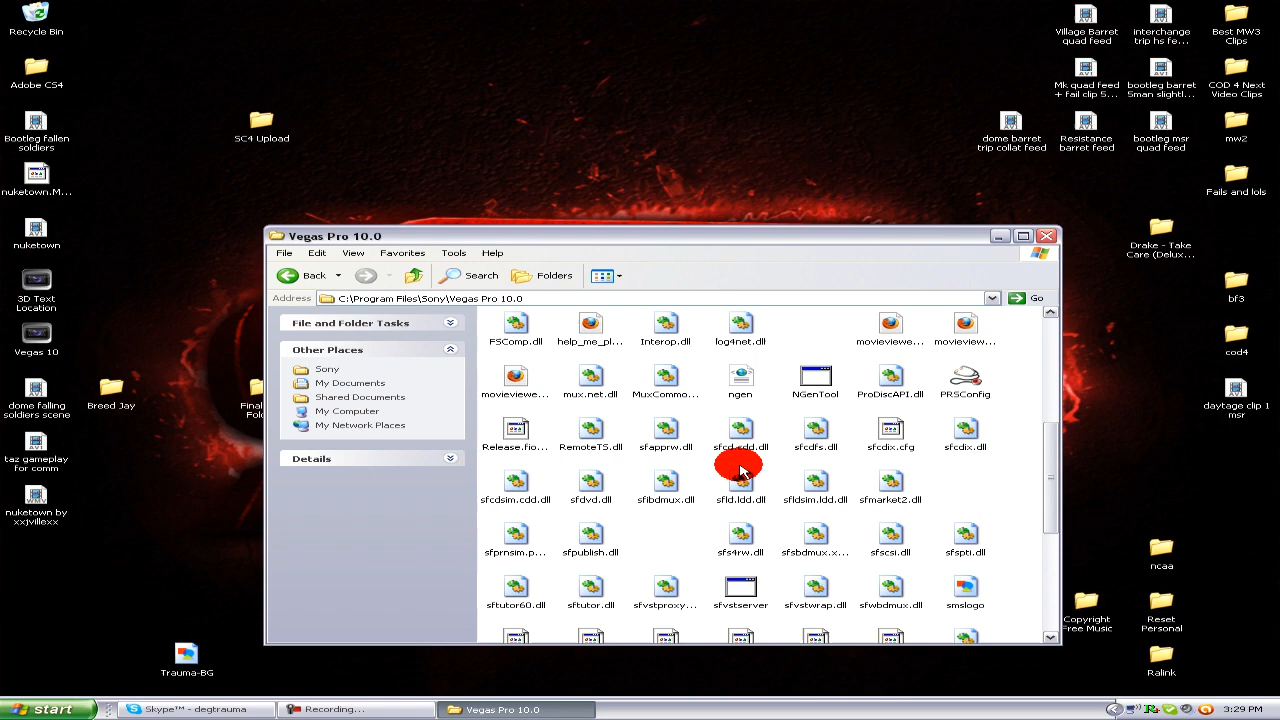 Recycle Bin
Adobe CS4
Bootleg fallen
soldiers
nuketown.M...
nuketown
3D Text
Location
Vegas 10
dome falling
soldiers scene
taz gameplay
for comm
nuketown by
xxjvillexx
SC4 Upload
Breed Jay
Final
Fol
Trauma-BG
Village Barret
quad feed
interchange
trip hs fe...
Best MW3
Clips
Mk quad feed
+ fail clip 5...
bootleg barret
5man slightl...
COD 4 Next
Video Clips
dome barret
trip collat feed
Resistance
barret feed
bootleg msr
quad feed
mw2
Fails and lols
Drake - Take
Care (Delux...
bf3
cod4
daytage clip 1
msr
ncaa
Copyright
Free Music
Reset
Personal
Ralink
Vegas Pro 10.0
File Edit View Favorites Tools Help
Back Search Folders
Address C:\Program Files\Sony\Vegas Pro 10.0 Go
File and Folder Tasks
Other Places
Sony
My Documents
Shared Documents
My Computer
My Network Places
Details
FSComp.dll help_me_pl... Interop.dll log4net.dll movieviewe... movieview...
movieviewe... mux.net.dll MuxCommo... ngen NGenTool ProDiscAPI.dll PRSConfig
Release.fio... RemoteTS.dll sfapprw.dll sfcd.cdd.dll sfcdfs.dll sfcdix.cfg sfcdix.dll
sfcdsim.cdd.dll sfdvd.dll sfibdmux.dll sfld.ldd.dll sfldsim.ldd.dll sfmarket2.dll
sfprnsim.p... sfpublish.dll sfs4rw.dll sfsbdmux.x... sfscsi.dll sfspti.dll
sftutor60.dll sftutor.dll sfvstproxy... sfvstserver sfvstwrap.dll sfwbdmux.dll smslogo
start Skype™ - degtrauma Recording... Vegas Pro 10.0 3:29 PM